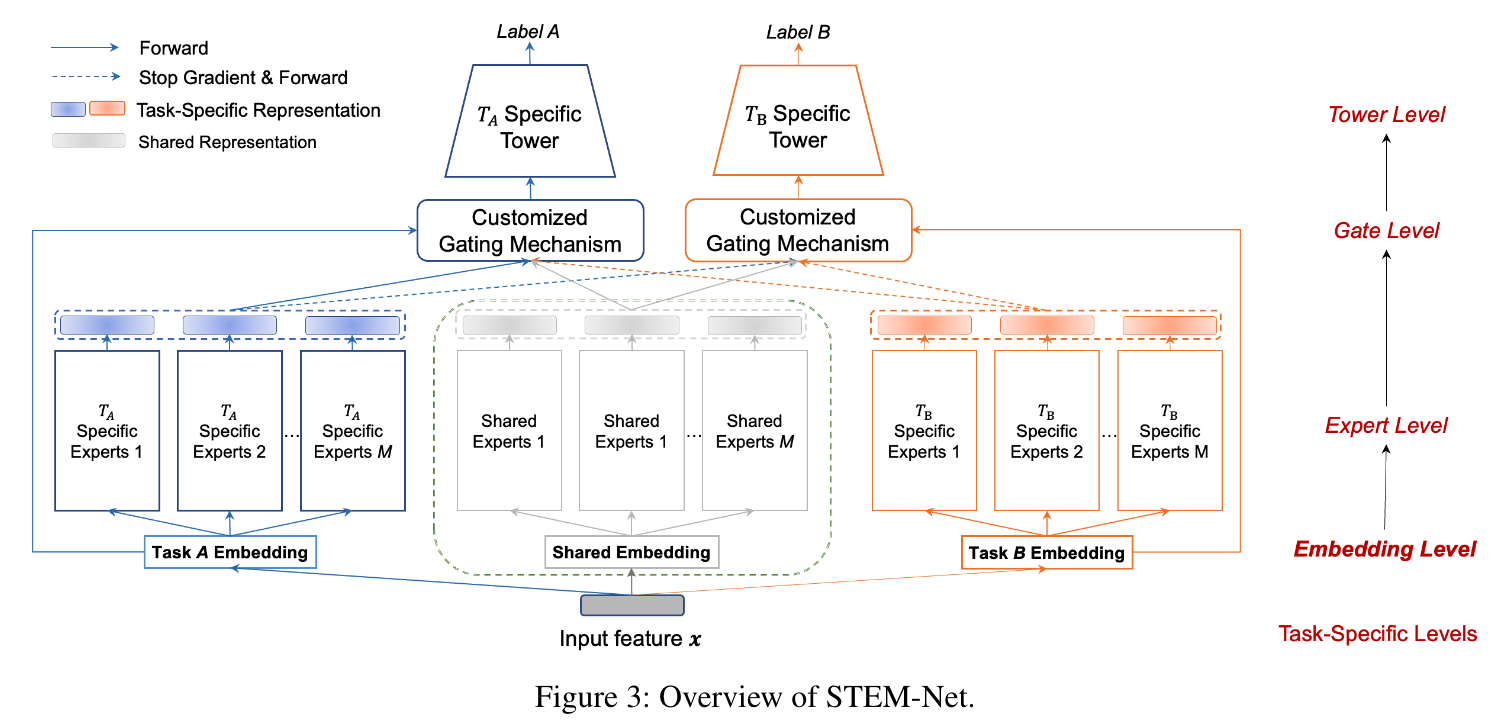 Label A
Label B
Forward
Stop Gradient & Forward
Task-Specific Representation
Shared Representation
T_A Specific
Tower
T_B Specific
Tower
Tower Level
Customized
Gating Mechanism
Customized
Gating Mechanism
Gate Level
T_A
Specific
Experts 1
T_A
Specific
Experts 2
...
T_A
Specific
Experts M
Shared
Experts 1
Shared
Experts 1
...
Shared
Experts M
T_B
Specific
Experts 1
T_B
Specific
Experts 2
...
T_B
Specific
Experts M
Expert Level
Task A Embedding
Shared Embedding
Task B Embedding
Embedding Level
Input feature x
Task-Specific Levels
Figure 3: Overview of STEM-Net.